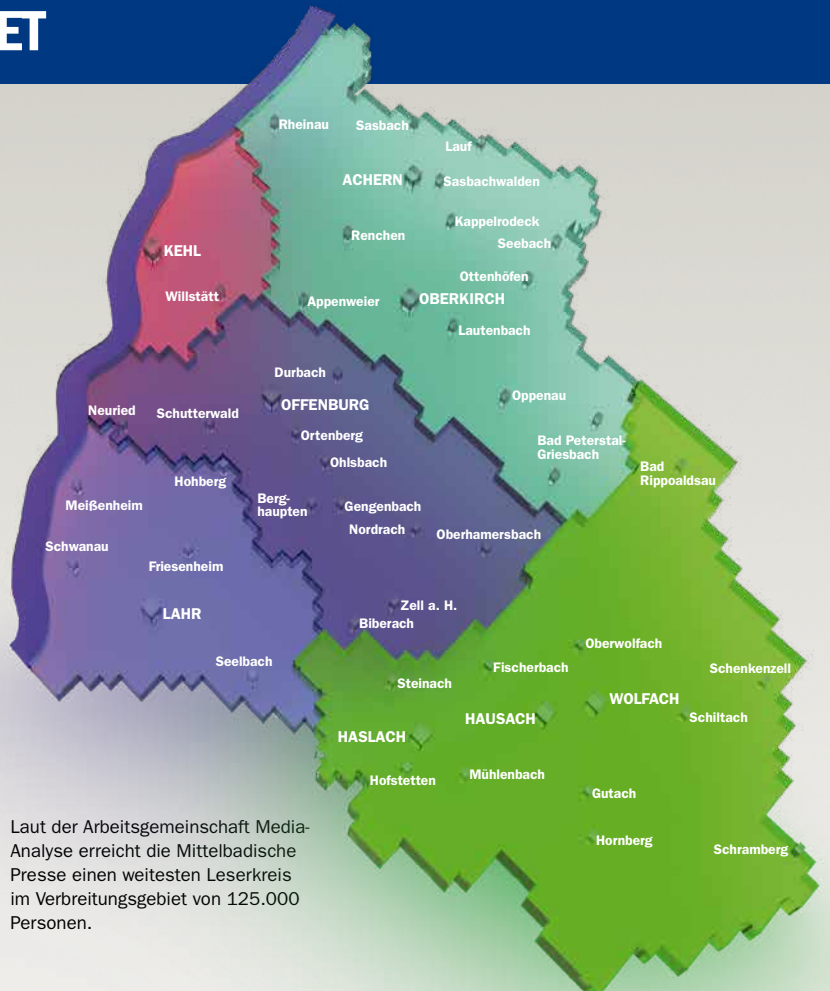 ET
Rheinau
Sasbach
Lauf
ACHERN
Sasbachwalden
Kappelrodeck
Renchen
Seebach
KEHL
Ottenhöfen
Willstätt
Appenweier
OBERKIRCH
Lautenbach
Durbach
Oppenau
OFFENBURG
Neuried
Schutterwald
Ortenberg
Bad Peterstal-
Griesbach
Ohlsbach
Bad
Rippoaldsau
Hohberg
Berg-
haupten
Meißenheim
Gengenbach
Nordrach
Oberhamersbach
Schwanau
Friesenheim
Zell a. H.
LAHR
Biberach
Oberwolfach
Seelbach
Fischerbach
Schenkenzell
Steinach
WOLFACH
HAUSACH
Schiltach
HASLACH
Hofstetten
Mühlenbach
Gutach
Hornberg
Schramberg
Laut der Arbeitsgemeinschaft Media-
Analyse erreicht die Mittelbadische
Presse einen weitesten Leserkreis
im Verbreitungsgebiet von 125.000
Personen.